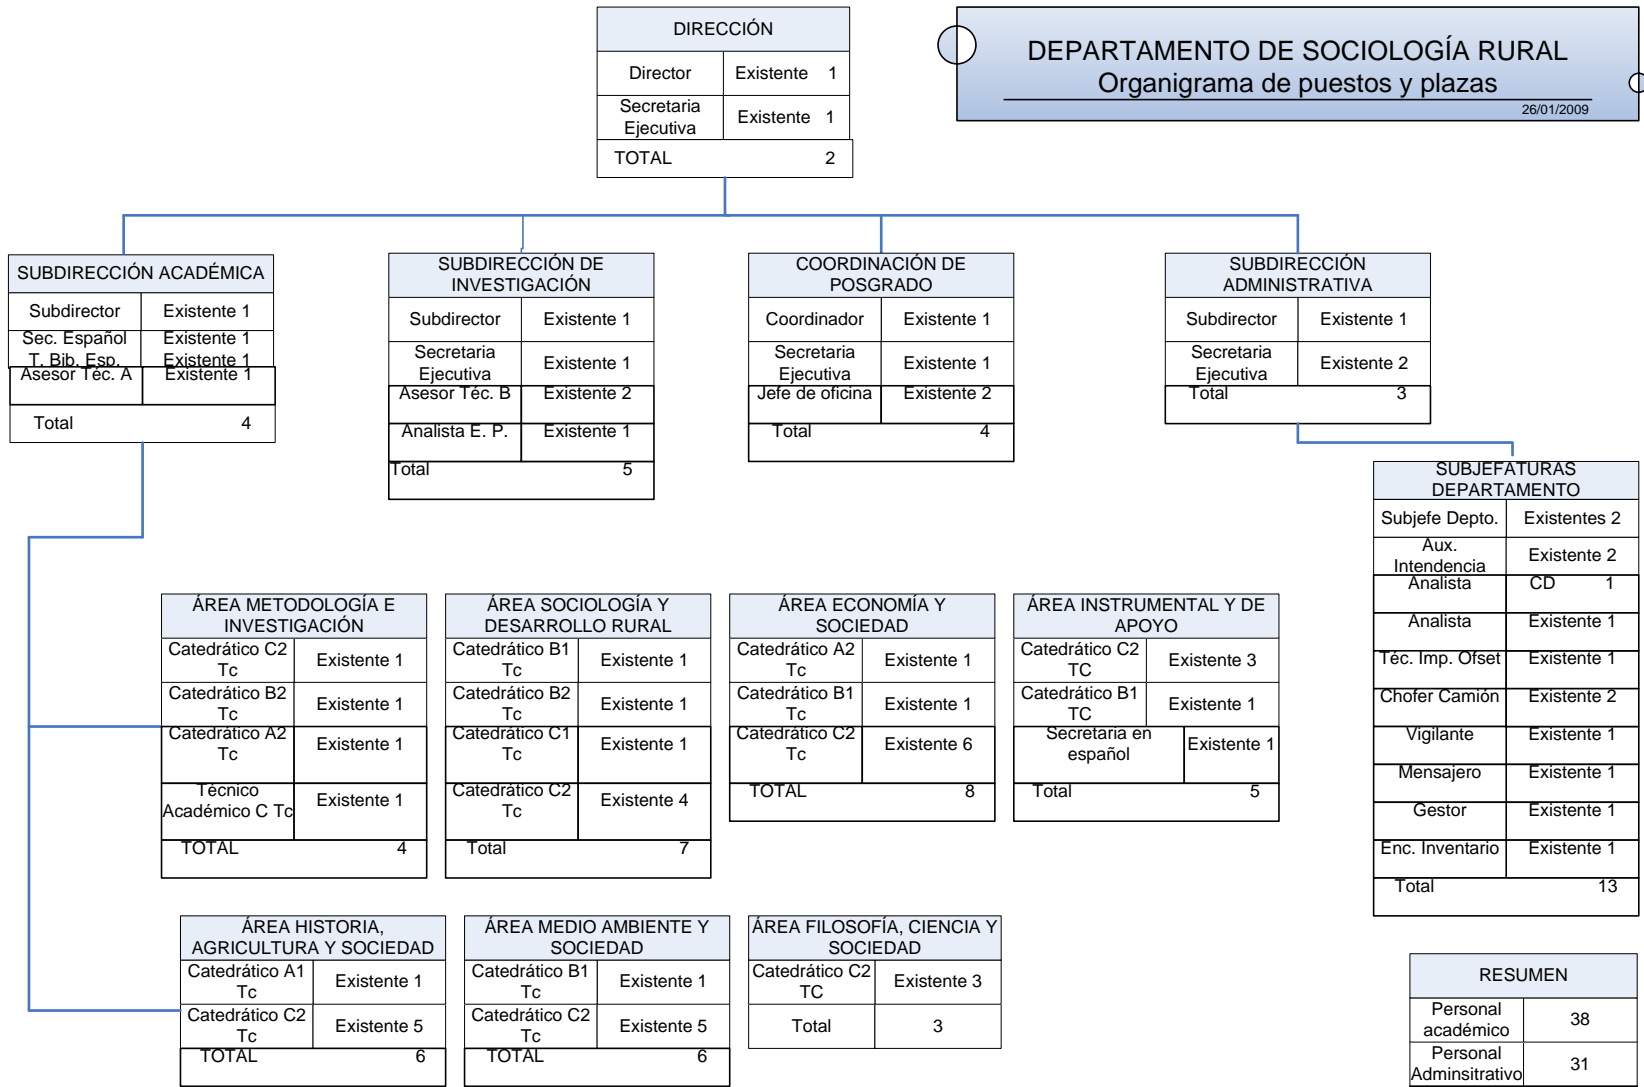 DIRECCIÓN
Director Existente 1
Secretaria
Ejecutiva
Existente 1
TOTAL 2
DEPARTAMENTO DE SOCIOLOGÍA RURAL
Organigrama de puestos y plazas
26/01/2009
SUBDIRECCIÓN ACADÉMICA
Subdirector Existente 1
Sec. Español Existente 1
T. Bib. Esp. Existente 1
Asesor Téc. A Existente 1
Total 4
SUBDIRECCIÓN DE
INVESTIGACIÓN
Subdirector Existente 1
Secretaria
Ejecutiva
Existente 1
Asesor Téc. B Existente 2
Analista E. P. Existente 1
Total 5
COORDINACIÓN DE
POSGRADO
Coordinador Existente 1
Secretaria
Ejecutiva
Existente 1
Jefe de oficina Existente 2
Total 4
SUBDIRECCIÓN
ADMINISTRATIVA
Subdirector Existente 1
Secretaria
Ejecutiva
Existente 2
Total 3
SUBJEFATURAS
DEPARTAMENTO
Subjefe Depto. Existentes 2
Aux.
Intendencia
Existente 2
Analista CD 1
Analista Existente 1
Téc. Imp. Ofset Existente 1
Chofer Camión Existente 2
Vigilante Existente 1
Mensajero Existente 1
Gestor Existente 1
Enc. Inventario Existente 1
Total 13
ÁREA METODOLOGÍA E
INVESTIGACIÓN
Catedrático C2
Tc
Existente 1
Catedrático B2
Tc
Existente 1
Catedrático A2
Tc
Existente 1
Técnico
Académico C Tc
Existente 1
TOTAL 4
ÁREA SOCIOLOGÍA Y
DESARROLLO RURAL
Catedrático B1
Tc
Existente 1
Catedrático B2
Tc
Existente 1
Catedrático C1
Tc
Existente 1
Catedrático C2
Tc
Existente 4
Total 7
ÁREA ECONOMÍA Y
SOCIEDAD
Catedrático A2
Tc
Existente 1
Catedrático B1
Tc
Existente 1
Catedrático C2
Tc
Existente 6
TOTAL 8
ÁREA INSTRUMENTAL Y DE
APOYO
Catedrático C2
TC
Existente 3
Catedrático B1
TC
Existente 1
Secretaria en
español
Existente 1
Total 5
ÁREA HISTORIA,
AGRICULTURA Y SOCIEDAD
Catedrático A1
Tc
Existente 1
Catedrático C2
Tc
Existente 5
TOTAL 6
ÁREA MEDIO AMBIENTE Y
SOCIEDAD
Catedrático B1
Tc
Existente 1
Catedrático C2
Tc
Existente 5
TOTAL 6
ÁREA FILOSOFÍA, CIENCIA Y
SOCIEDAD
Catedrático C2
TC
Existente 3
Total 3
RESUMEN
Personal
académico
38
Personal
Adminsitrativo
31